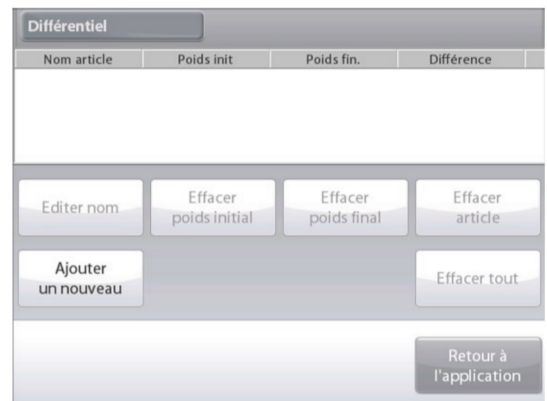 Différentiel
Nom article Poids init Poids fin. Différence
Editer nom
Effacer
poids initial
Effacer
poids final
Effacer
article
Ajouter
un nouveau
Effacer tout
Retour à
l'application